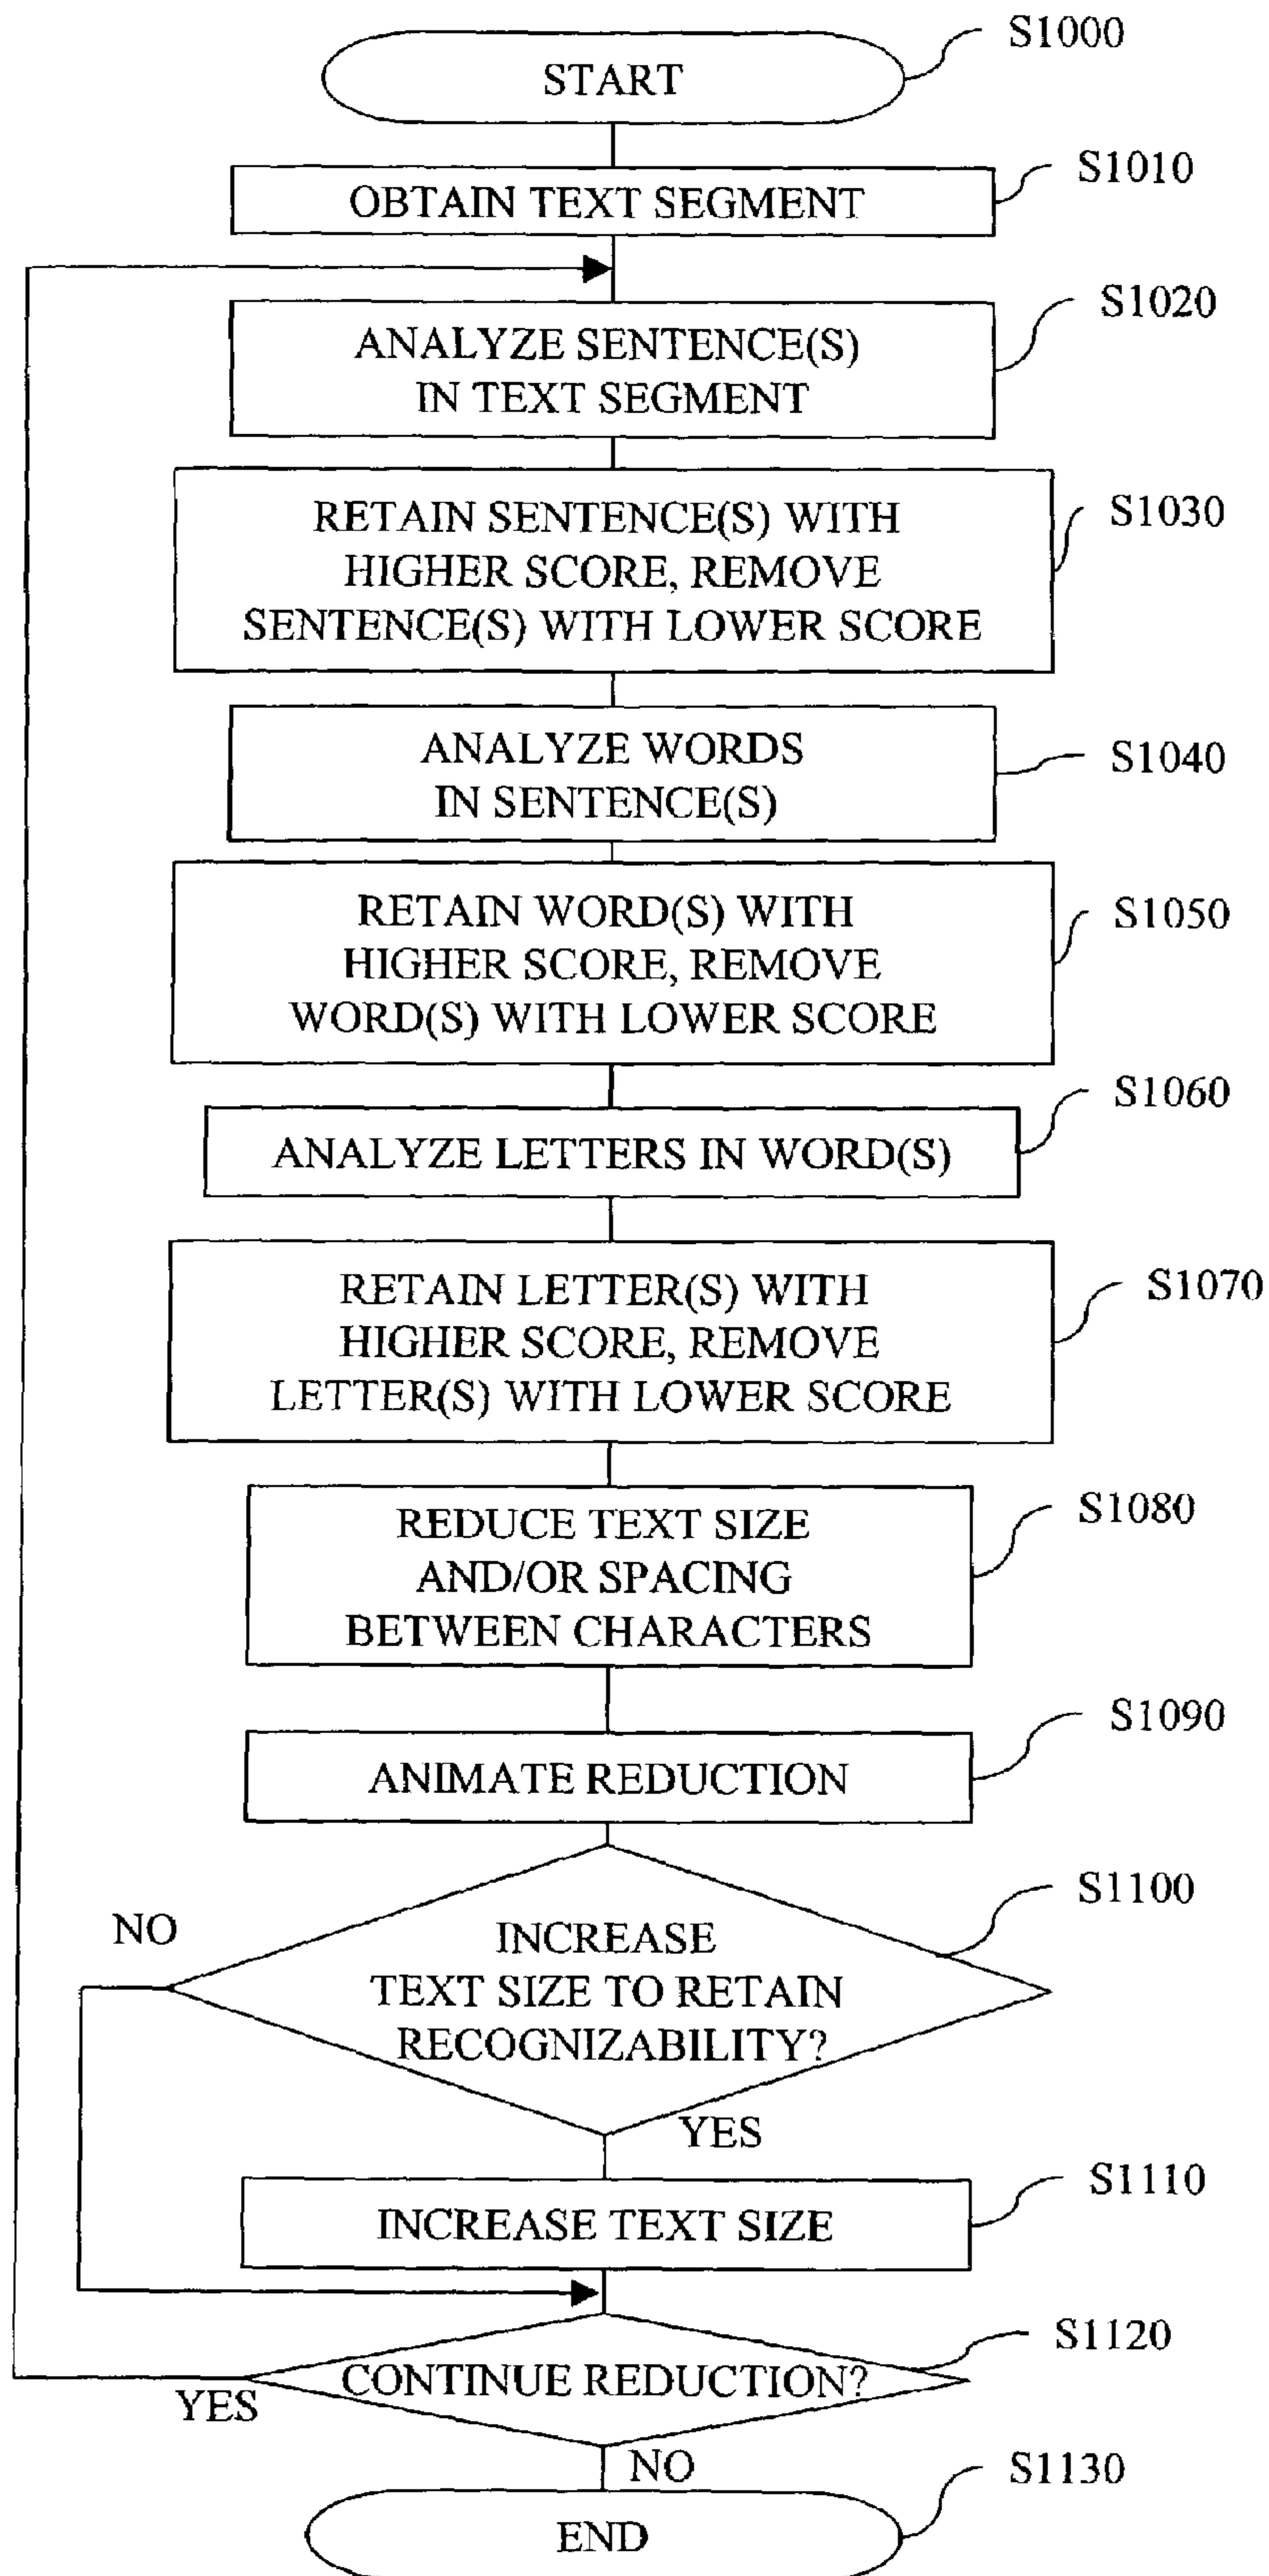 S1000
START
S1010
OBTAIN TEXT SEGMENT
S1020
ANALYZE SENTENCE(S)
IN TEXT SEGMENT
S1030
RETAIN SENTENCE(S) WITH
HIGHER SCORE, REMOVE
SENTENCE(S) WITH LOWER SCORE
S1040
ANALYZE WORDS
IN SENTENCE(S)
S1050
RETAIN WORD(S) WITH
HIGHER SCORE, REMOVE
WORD(S) WITH LOWER SCORE
S1060
ANALYZE LETTERS IN WORD(S)
S1070
RETAIN LETTER(S) WITH
HIGHER SCORE, REMOVE
LETTER(S) WITH LOWER SCORE
S1080
REDUCE TEXT SIZE
AND/OR SPACING
BETWEEN CHARACTERS
S1090
ANIMATE REDUCTION
S1100
NO
INCREASE
TEXT SIZE TO RETAIN
RECOGNIZABILITY?
YES
S1110
INCREASE TEXT SIZE
S1120
CONTINUE REDUCTION?
YES
NO
S1130
END